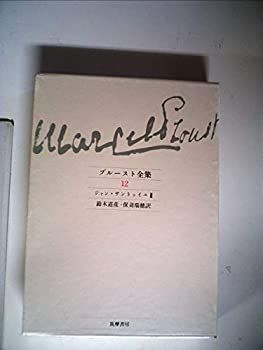 Marcel Proust
プルースト全集
12
ジャン・サントゥイユ II
鈴木道彦・保苅瑞穂訳
筑摩書房